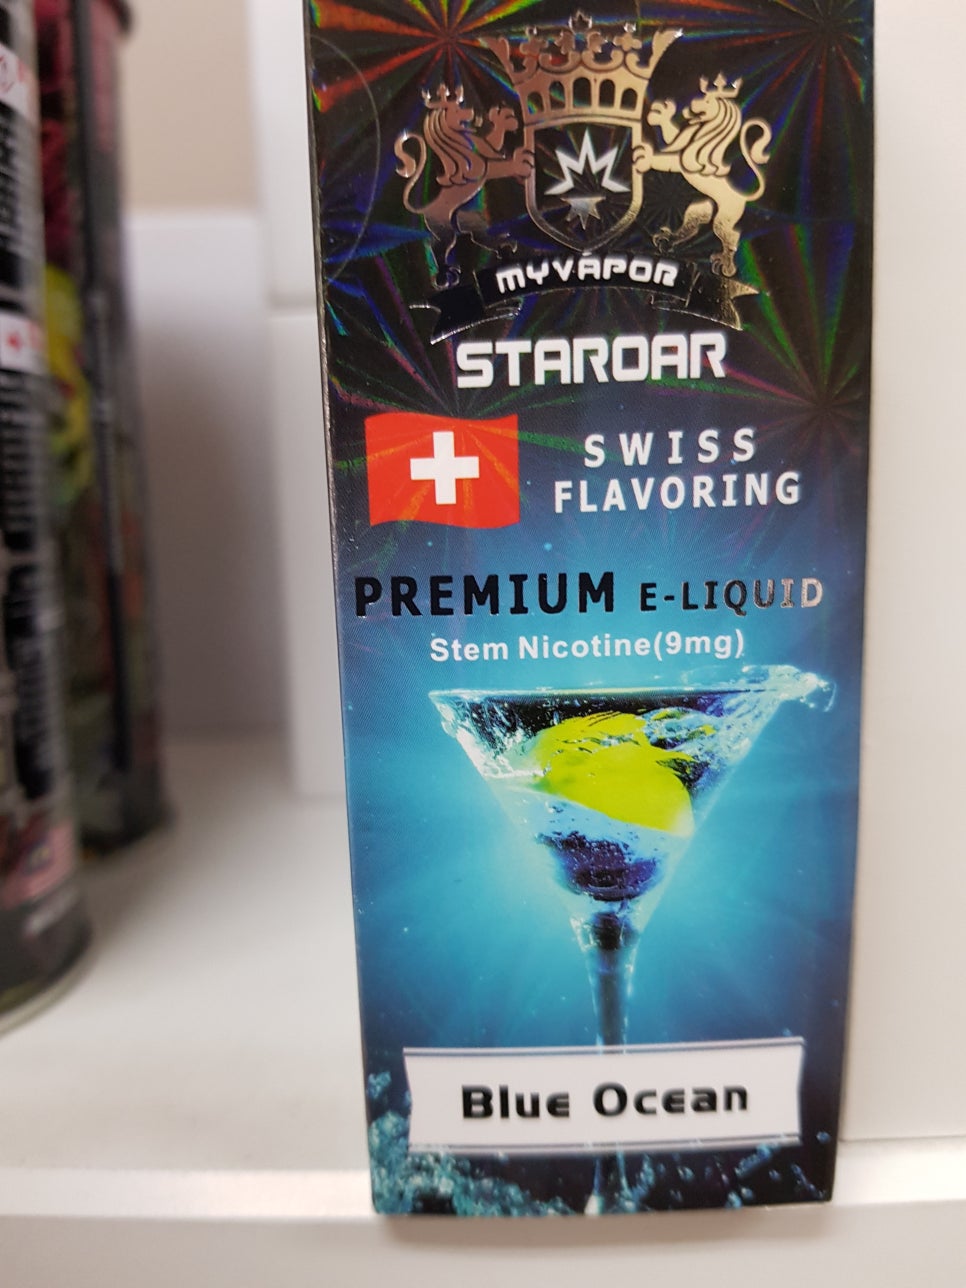 MYVAPOR
STAROAR
SWISS
FLAVORING
PREMIUM E-LIQUID
Stem Nicotine(9mg)
Blue Ocean